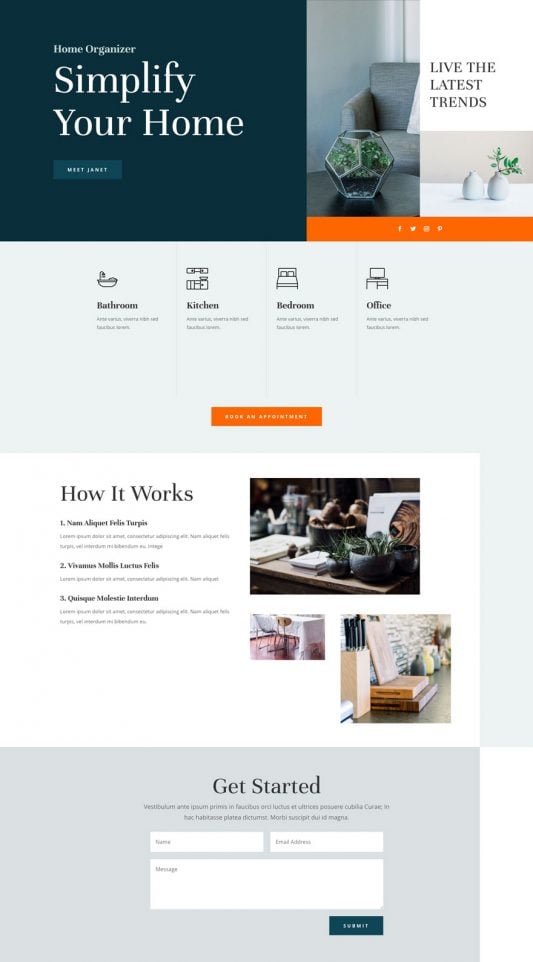 Home Organizer
Simplify
Your Home
MEET JANET
LIVE THE
LATEST
TRENDS
Bathroom
Ante varius, viverra nibh sed
faucibus lorem.
Kitchen
Ante varius, viverra nibh sed
faucibus lorem.
Bedroom
Ante varius, viverra nibh sed
faucibus lorem.
Office
Ante varius, viverra nibh sed
faucibus lorem.
BOOK AN APPOINTMENT
How It Works
1. Nam Aliquet Felis Turpis
Lorem ipsum dolor sit amet, consectetur adipiscing elit. Nam aliquet felis
turpis, vel interdum mi bibendum eu. Intege
2. Vivamus Mollis Luctus Felis
Lorem ipsum dolor sit amet, consectetur adipiscing elit. Nam aliquet
3. Quisque Molestie Interdum
Lorem ipsum dolor sit amet, consectetur adipiscing elit. Nam aliquet felis
turpis, vel interdum mi bibendum eu.
Get Started
Vestibulum ante ipsum primis in faucibus orci luctus et ultrices posuere cubilia Curae; In
hac habitasse platea dictumst. Morbi suscipit dui id magna.
Name
Email Address
Message
SUBMIT